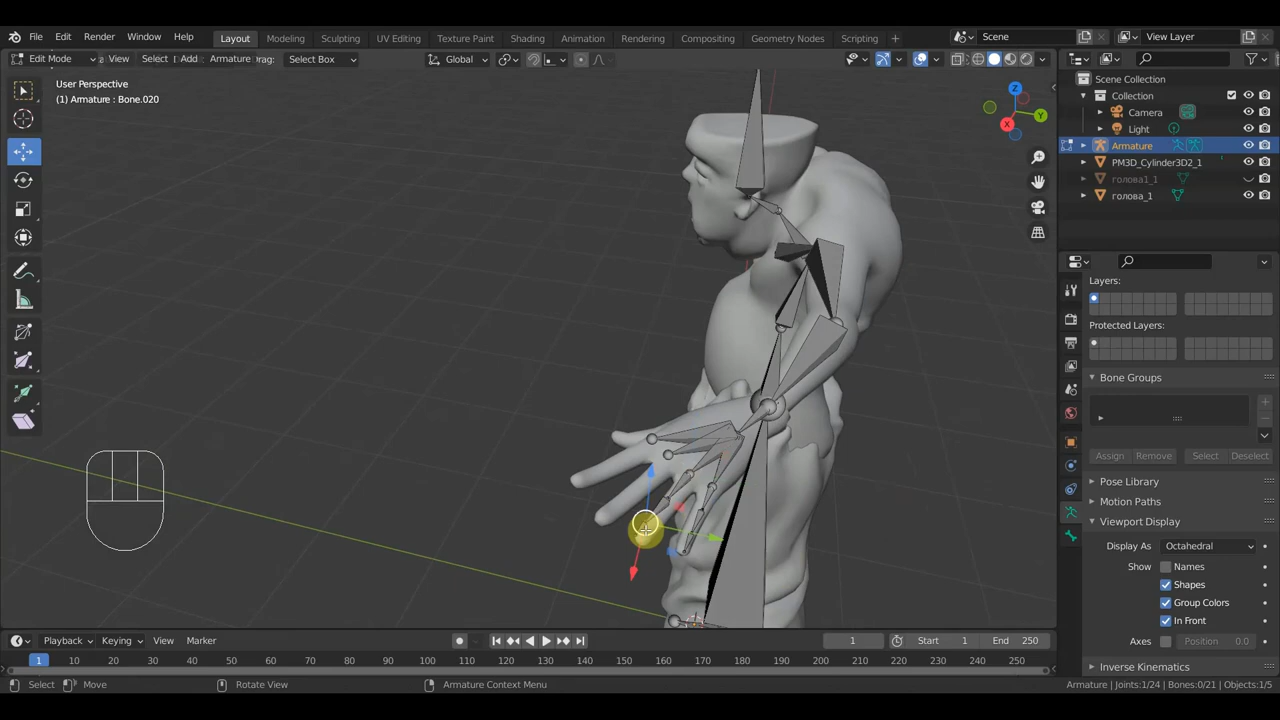 File Edit Render Window Help Layout Modeling Sculpting UV Editing Texture Paint Shading Animation Rendering Compositing Geometry Nodes Scripting + Scene View Layer
Edit Mode View Select Add Armature Drag: Select Box Global
User Perspective
(1) Armature : Bone.020
Z
Y
X
Scene Collection
Collection
Camera
Light
Armature
PM3D_Cylinder3D2_1
голова1_1
голова_1
Layers:
Protected Layers:
Bone Groups
Assign Remove Select Deselect
Pose Library
Motion Paths
Viewport Display
Display As Octahedral
Show Names
Shapes
Group Colors
In Front
Axes Position 0.0
Inverse Kinematics
Playback Keying View Marker 1 Start 1 End 250
1 10 20 30 40 50 60 70 80 90 100 110 120 130 140 150 160 170 180 190 200 210 220 230 240 250
Select Move Rotate View Armature Context Menu Armature | Joints:1/24 | Bones:0/21 | Objects:1/5